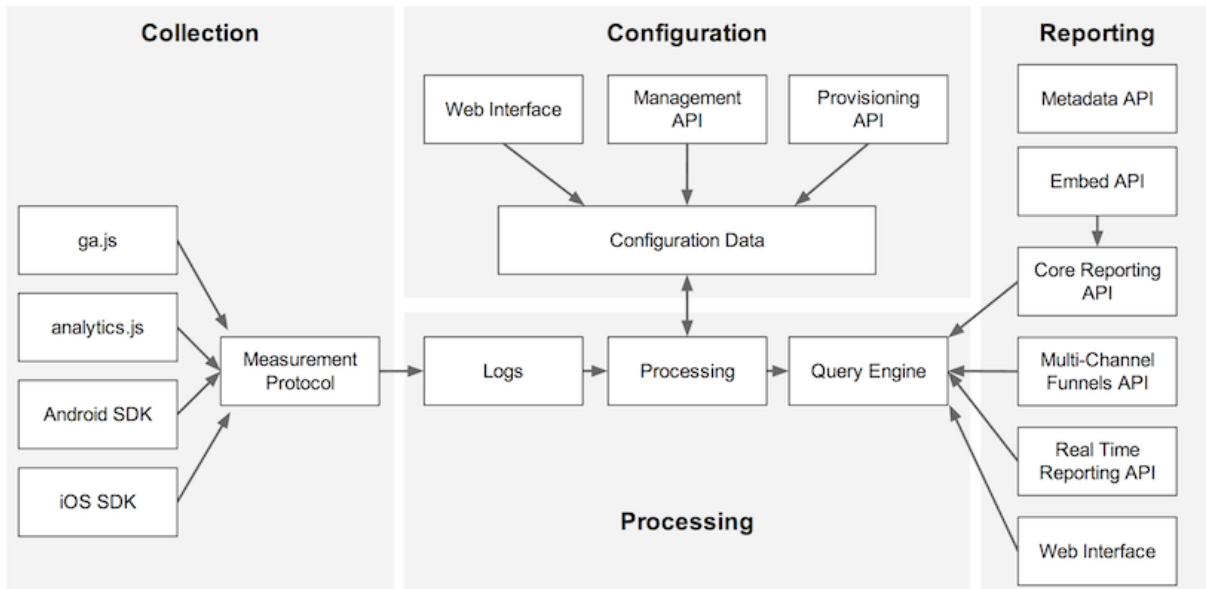 Collection
ga.js
analytics.js
Android SDK
iOS SDK
Measurement
Protocol
Configuration
Web Interface
Management
API
Provisioning
API
Configuration Data
Logs
Processing
Query Engine
Processing
Reporting
Metadata API
Embed API
Core Reporting
API
Multi-Channel
Funnels API
Real Time
Reporting API
Web Interface